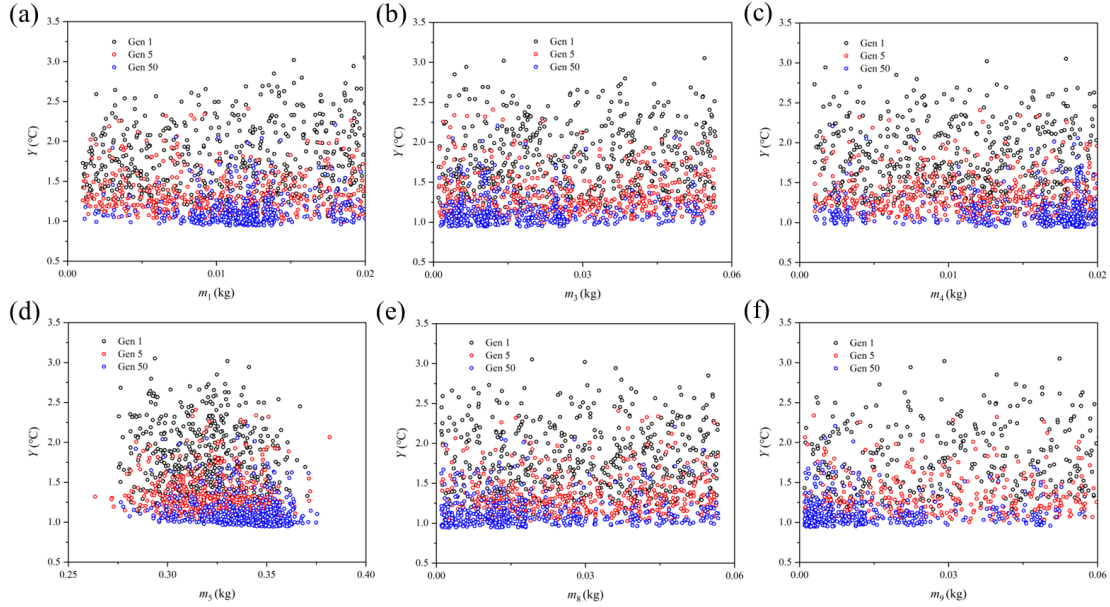 (a)
3.5
3.0
2.5
2.0
1.5
1.0
0.5
Y (°C)
Gen 1
Gen 5
Gen 50
0.00
0.01
0.02
m1 (kg)
(b)
3.5
3.0
2.5
2.0
1.5
1.0
0.5
Y (°C)
Gen 1
Gen 5
Gen 50
0.00
0.03
0.06
m3 (kg)
(c)
3.5
3.0
2.5
2.0
1.5
1.0
0.5
Y (°C)
Gen 1
Gen 5
Gen 50
0.00
0.01
0.02
m4 (kg)
(d)
3.5
3.0
2.5
2.0
1.5
1.0
0.5
Y (°C)
Gen 1
Gen 5
Gen 50
0.25
0.30
0.35
0.40
m5 (kg)
(e)
3.5
3.0
2.5
2.0
1.5
1.0
0.5
Y (°C)
Gen 1
Gen 5
Gen 50
0.00
0.03
0.06
m8 (kg)
(f)
3.5
3.0
2.5
2.0
1.5
1.0
0.5
Y (°C)
Gen 1
Gen 5
Gen 50
0.00
0.03
0.06
m9 (kg)